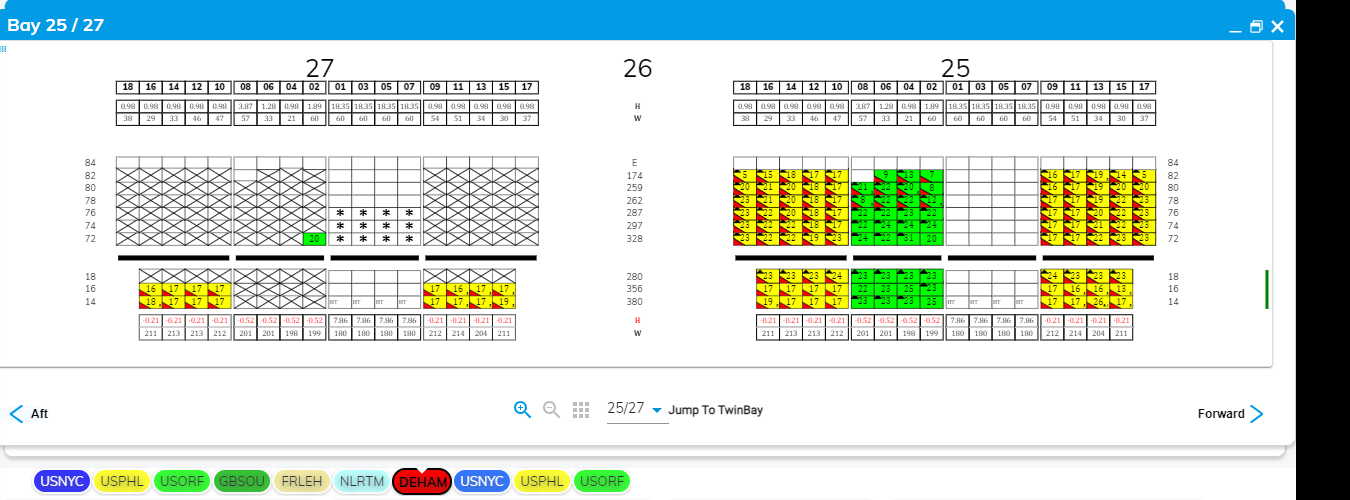 Bay 25 / 27
27 26 25
18 16 14 12 10 08 06 04 02 01 03 05 07 09 11 13 15 17 18 16 14 12 10 08 06 04 02 01 03 05 07 09 11 13 15 17
0.98 0.98 0.98 0.98 0.98 3.87 1.28 0.98 1.89 18.35 18.35 18.35 18.35 0.98 0.98 0.98 0.98 0.98 H 0.98 0.98 0.98 0.98 0.98 3.87 1.28 0.98 1.89 18.35 18.35 18.35 18.35 0.98 0.98 0.98 0.98 0.98
38 29 33 46 47 57 33 21 60 60 60 60 60 54 51 34 30 37 W 38 29 33 46 47 57 33 21 60 60 60 60 60 54 51 34 30 37
84 E 84
82 174 5 15 18 17 17 9 13 7 16 17 19 14 5 82
80 259 20 21 20 18 17 21 22 20 8 16 17 19 20 20 80
78 262 23 21 20 18 17 8 22 22 12 17 17 19 20 23 78
76 * * * * 287 23 22 20 18 17 22 22 23 22 17 17 20 22 23 76
74 * * * * 297 23 22 20 18 17 22 22 17 17 21 22 23 74
72 20 * * * * 328 23 22 22 19 23 24 22 31 20 17 17 22 23 23 72
18 280 23 23 23 24 23 23 23 23 24 23 23 23 18
16 16 17 17 17 17 16 17 17 356 17 17 17 17 22 23 25 23 17 16 16 13 16
14 18 17 17 17 HT HT HT HT 17 17 17 19 380 19 17 17 17 23 23 23 25 HT HT HT HT 17 16 26 17 14
-0.21 -0.21 -0.21 -0.21 -0.52 -0.52 -0.52 -0.52 7.86 7.86 7.86 7.86 -0.21 -0.21 -0.21 -0.21 H -0.21 -0.21 -0.21 -0.21 -0.52 -0.52 -0.52 -0.52 7.86 7.86 7.86 7.86 -0.21 -0.21 -0.21 -0.21
211 213 213 212 201 201 198 199 180 180 180 180 212 214 204 211 W 211 213 213 212 201 201 198 199 180 180 180 180 212 214 204 211
Aft 25/27 Jump To TwinBay Forward
USNYC USPHL USORF GBSOU FRLEH NLRTM DEHAM USNYC USPHL USORF